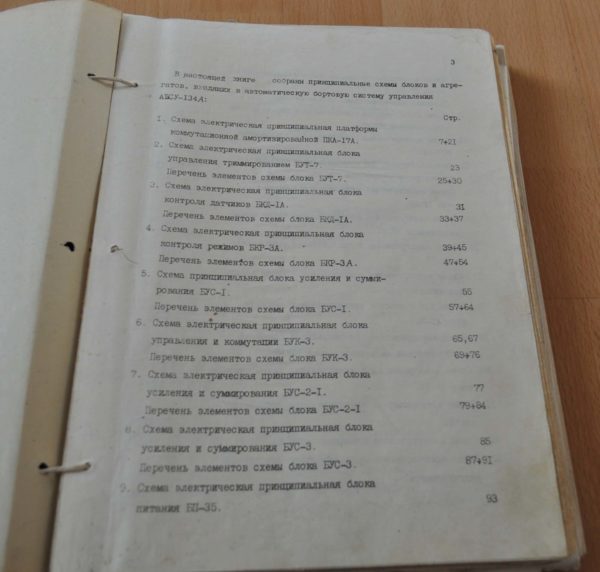 3
В настоящей книге собраны принципиальные схемы блоков и агре-
гатов, входящих в автоматическую бортовую систему управления
АБСУ-134А:
Стр.
1. Схема электрическая принципиальная платформы
коммутационной амортизированной ПКА-17А. 7÷21
2. Схема электрическая принципиальная блока
управления триммированием БУТ-7. 23
Перечень элементов схемы блока БУТ-7. 25÷30
3. Схема электрическая принципиальная блока
контроля датчиков БКД-1А. 31
Перечень элементов схемы блока БКД-1А. 33÷37
4. Схема электрическая принципиальная блока
контроля режимов БКР-3А. 39÷45
Перечень элементов схемы блока БКР-3А. 47÷54
5. Схема принципиальная блока усиления и сумми-
рования БУС-1. 55
Перечень элементов схемы блока БУС-1. 57÷64
6. Схема электрическая принципиальная блока
управления и коммутации БУК-3. 65,67
Перечень элементов схемы блока БУК-3. 69÷76
7. Схема электрическая принципиальная блока
усиления и суммирования БУС-2-1. 77
Перечень элементов схемы блока БУС-2-1 79÷84
8. Схема электрическая принципиальная блока
усиления и суммирования БУС-3. 85
Перечень элементов схемы блока БУС-3. 87÷91
9. Схема электрическая принципиальная блока
питания БП-35. 93